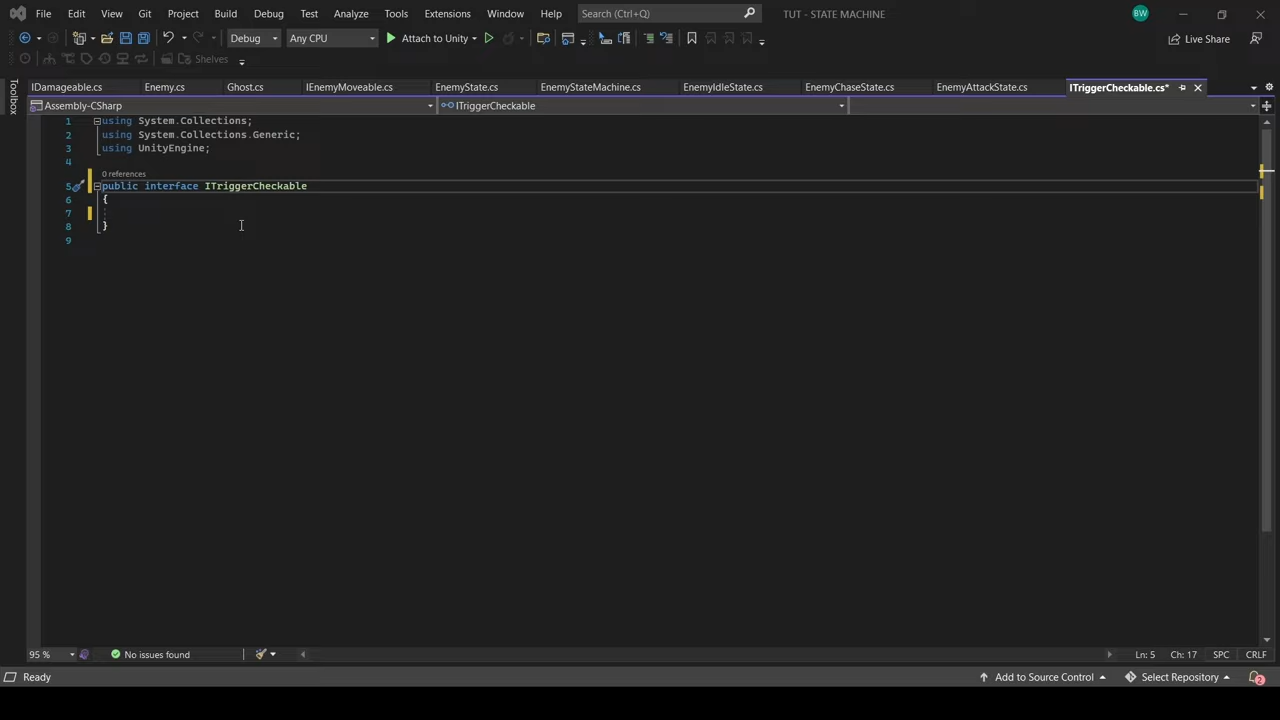 File Edit View Git Project Build Debug Test Analyze Tools Extensions Window Help Search (Ctrl+Q) TUT - STATE MACHINE BW
Debug Any CPU Attach to Unity Live Share
Shelves
Toolbox
IDamageable.cs Enemy.cs Ghost.cs IEnemyMoveable.cs EnemyState.cs EnemyStateMachine.cs EnemyIdleState.cs EnemyChaseState.cs EnemyAttackState.cs ITriggerCheckable.cs*
Assembly-CSharp ITriggerCheckable
1 using System.Collections;
2 using System.Collections.Generic;
3 using UnityEngine;
4
0 references
5 public interface ITriggerCheckable
6 {
7
8 }
9
95 % No issues found Ln: 5 Ch: 17 SPC CRLF
Ready Add to Source Control Select Repository 2